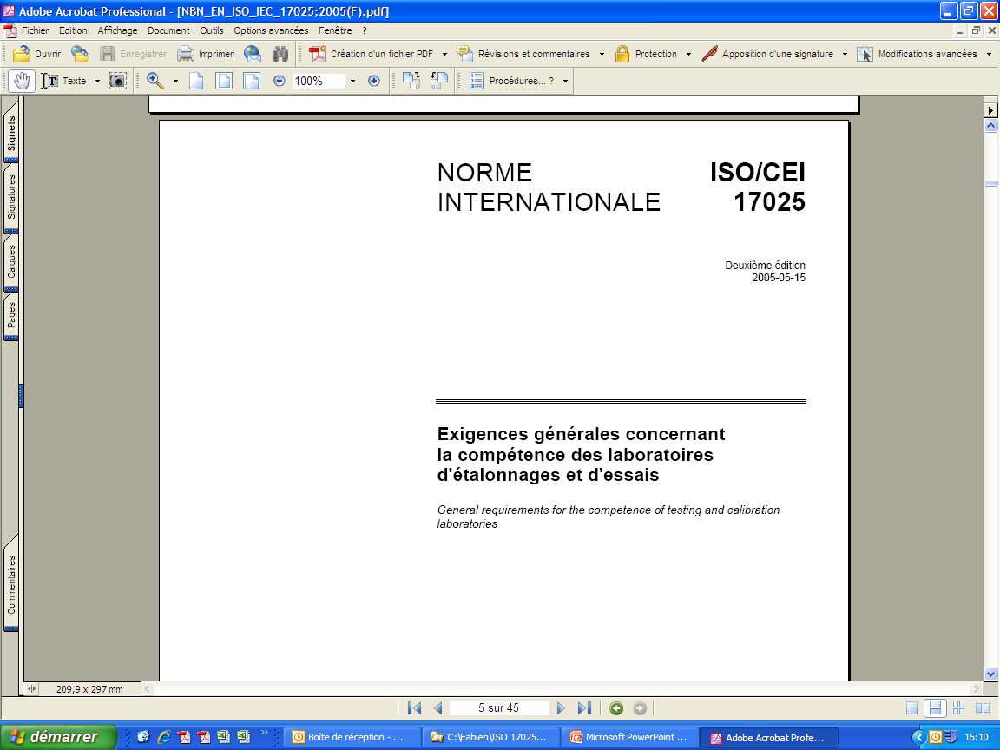 Adobe Acrobat Professional - [NBN_EN_ISO_IEC_17025;2005(F).pdf]
Fichier Edition Affichage Document Outils Options avancées Fenêtre ?
Ouvrir Enregistrer Imprimer Création d'un fichier PDF Révisions et commentaires Protection Apposition d'une signature Modifications avancées
Texte 100% Procédures... ?
Signets
Signatures
Calques
Pages
Commentaires
NORME ISO/CEI
INTERNATIONALE 17025
Deuxième édition
2005-05-15
Exigences générales concernant
la compétence des laboratoires
d'étalonnages et d'essais
General requirements for the competence of testing and calibration
laboratories
209,9 x 297 mm
5 sur 45
démarrer Boîte de réception - ... C:\Fabien\ISO 17025... Microsoft PowerPoint ... Adobe Acrobat Profe... 15:10